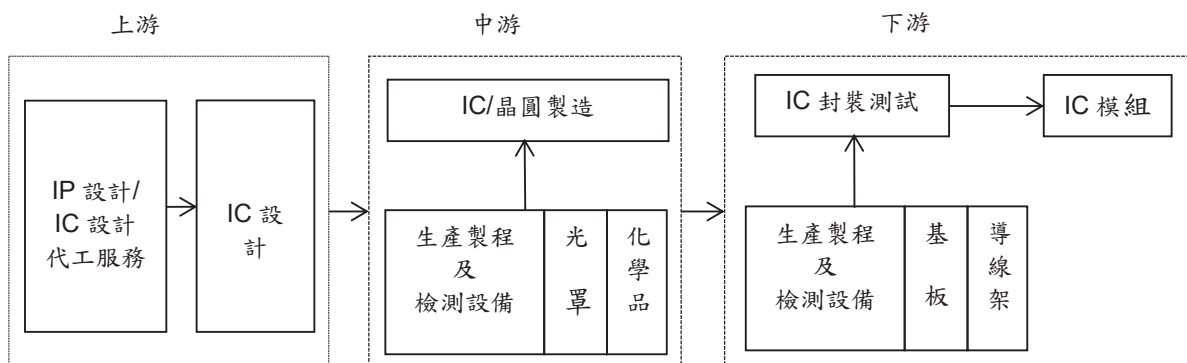 上游
中游
下游
IP 設計/
IC 設計
代工服務
IC 設
計
IC/晶圓製造
生產製程
及
檢測設備
光
罩
化
學
品
IC 封裝測試
IC 模組
生產製程
及
檢測設備
基
板
導
線
架